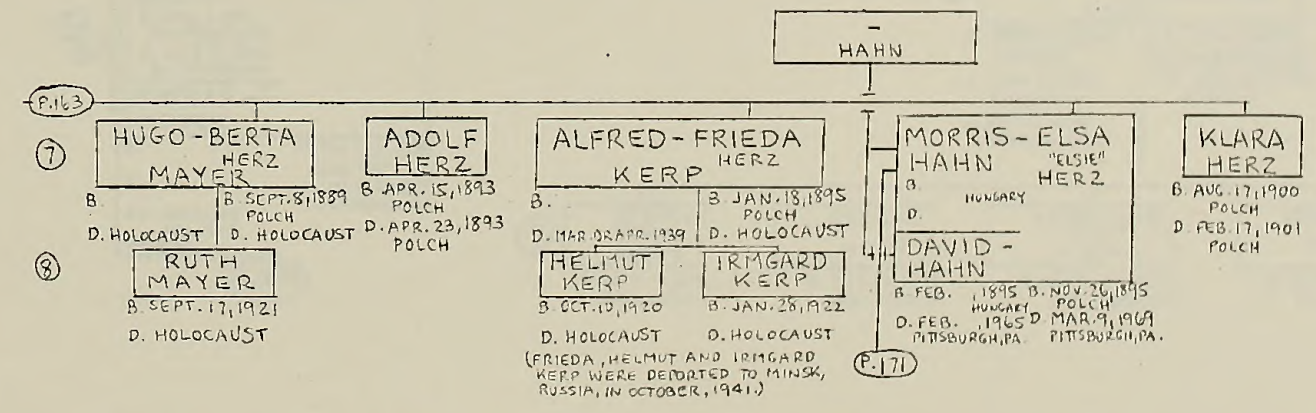 -
HAHN
P.163
7
HUGO-BERTA
HERZ
MAYER
B.
B. SEPT. 8, 1889
POLCH
D. HOLOCAUST
D. HOLOCAUST
ADOLF
HERZ
B. APR. 15, 1893
POLCH
D. APR. 23, 1893
POLCH
ALFRED-FRIEDA
HERZ
KERP
B.
B. JAN. 18, 1895
POLCH
D. MAR. OR APR. 1939
D. HOLOCAUST
MORRIS-ELSA
HAHN "ELSIE"
HERZ
B.
HUNGARY
D.
DAVID-
HAHN
B. FEB. , 1895
HUNGARY
D. FEB. , 1965
PITTSBURGH, PA.
B. NOV. 26, 1895
POLCH
D. MAR. 9, 1969
PITTSBURGH, PA.
KLARA
HERZ
B. AUG. 17, 1900
POLCH
D. FEB. 17, 1901
POLCH
8
RUTH
MAYER
B. SEPT. 17, 1921
D. HOLOCAUST
HELMUT
KERP
B. OCT. 10, 1920
D. HOLOCAUST
IRMGARD
KERP
B. JAN. 28, 1922
D. HOLOCAUST
(FRIEDA, HELMUT AND IRMGARD
KERP WERE DEPORTED TO MINSK,
RUSSIA, IN OCTOBER, 1941.)
P.171